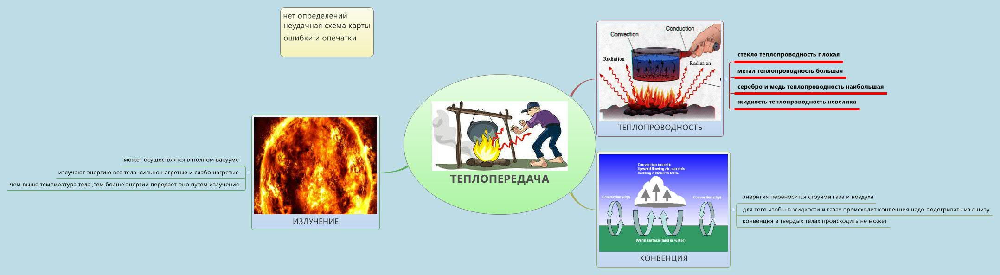 нет определений
неудачная схема карты
ошибки и опечатки
ТЕПЛОПЕРЕДАЧА
Convection
Conduction
Radiation
Radiation
ТЕПЛОПРОВОДНОСТЬ
стекло теплопроводность плохая
метал теплопроводность большая
серебро и медь теплопроводность наибольшая
жидкость теплопроводность невелика
Convection (moist):
Upward flowing air currents
causing a cloud to form.
Convection (dry)
Convection (dry)
Warm surface (land or water)
КОНВЕНЦИЯ
энернгия переносится струями газа и воздуха
для того чтобы в жидкости и газах происходит конвенция надо подогривать из с низу
конвенция в твердых телах происходить не может
ИЗЛУЧЕНИЕ
может осуществлятся в полном вакууме
излучают энергию все тела: сильно нагретые и слабо нагретые
чем выше темпиратура тела ,тем болше энергии передает оно путем излучения